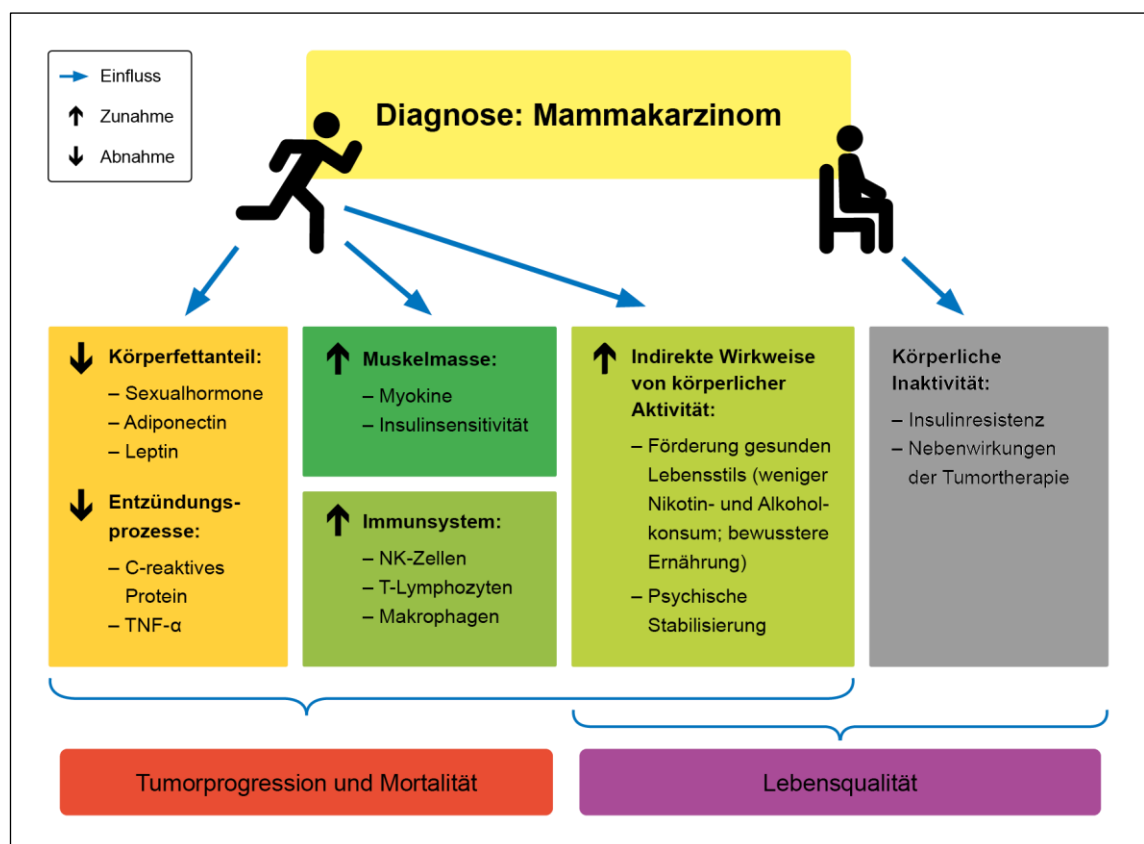 Einfluss
Zunahme
Abnahme
Diagnose: Mammakarzinom
Körperfettanteil:
– Sexualhormone
– Adiponectin
– Leptin
Entzündungs-
prozesse:
– C-reaktives
Protein
– TNF-α
Muskelmasse:
– Myokine
– Insulinsensitivität
Immunsystem:
– NK-Zellen
– T-Lymphozyten
– Makrophagen
Indirekte Wirkweise
von körperlicher
Aktivität:
– Förderung gesunden
Lebensstils (weniger
Nikotin- und Alkohol-
konsum; bewusstere
Ernährung)
– Psychische
Stabilisierung
Körperliche
Inaktivität:
– Insulinresistenz
– Nebenwirkungen
der Tumortherapie
Tumorprogression und Mortalität
Lebensqualität